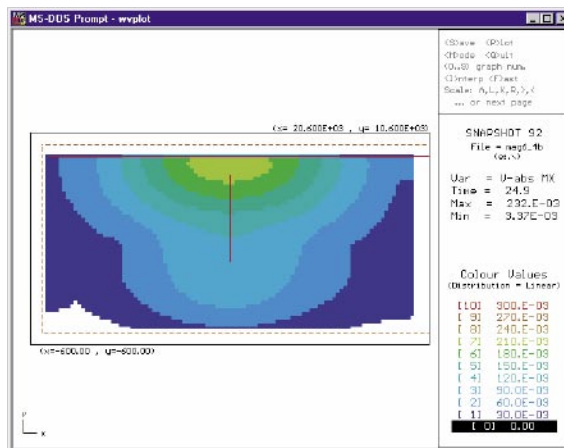 MS-DOS Prompt - wvplot
(S)ave (P)lot
(M)ode (Q)uit
(0..9) graph num.
(I)nterp (F)ast
Scale: A,L,X,R,>,<
... or next page
(x= 20.600E+03 , y= 10.600E+03)
SNAPSHOT 92
File = mag6_4b
Var = V-abs MX
Time = 24.9
Max = 232.E-03
Min = 3.37E-03
Colour Values
(Distribution = Linear)
[10] 300.E-03
[ 9] 270.E-03
[ 8] 240.E-03
[ 7] 210.E-03
[ 6] 180.E-03
[ 5] 150.E-03
[ 4] 120.E-03
[ 3] 90.0E-03
[ 2] 60.0E-03
[ 1] 30.0E-03
[ 0] 0.00
(x=-600.00 , y=-600.00)
x